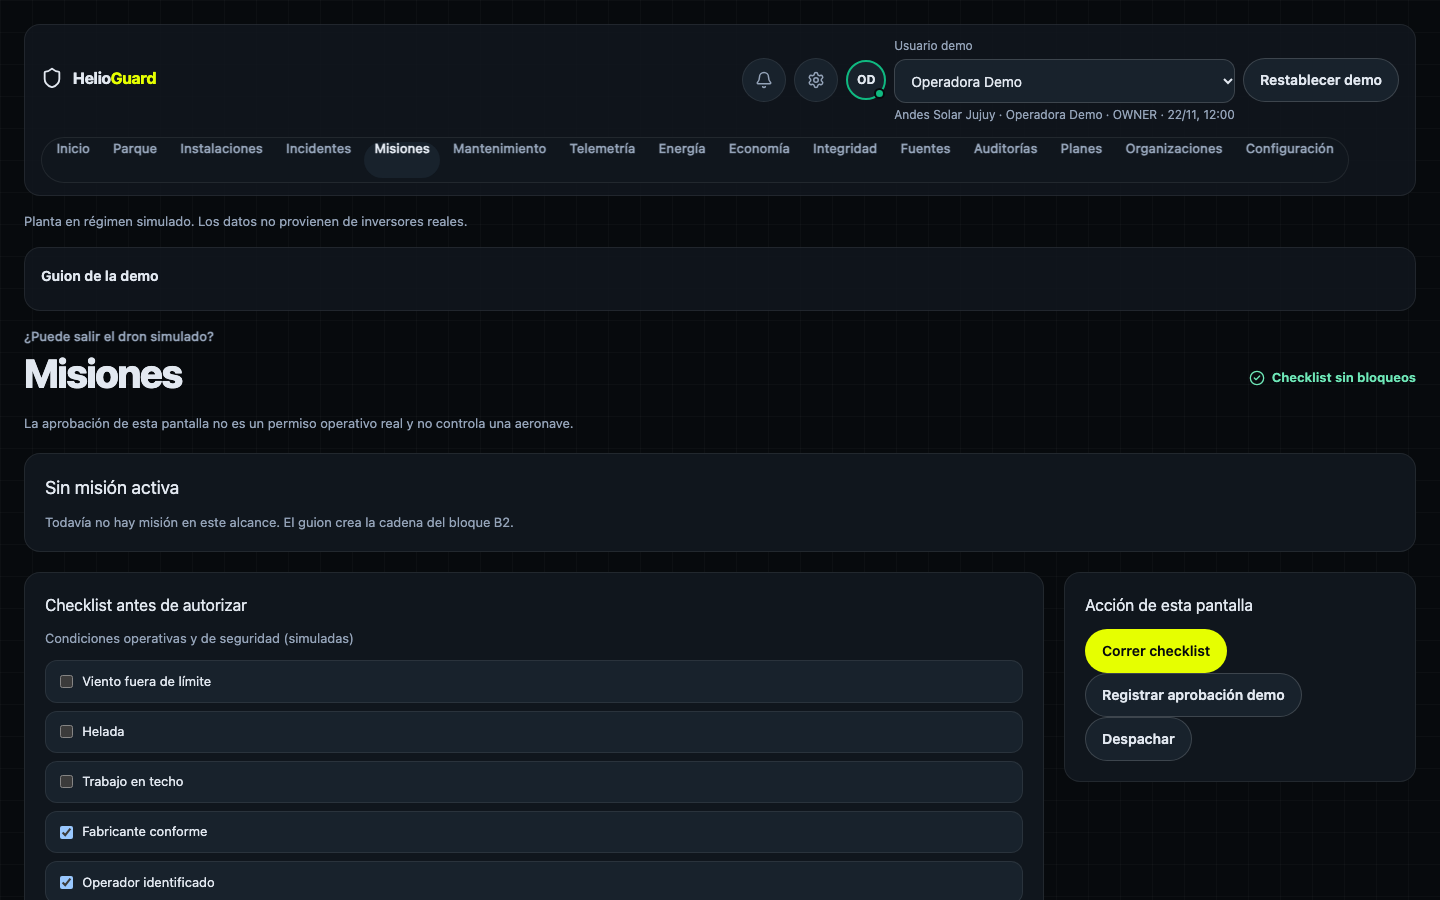 HelioGuard
OD
Usuario demo
Operadora Demo
Restablecer demo
Andes Solar Jujuy · Operadora Demo · OWNER · 22/11, 12:00
Inicio Parque Instalaciones Incidentes Misiones Mantenimiento Telemetría Energía Economía Integridad Fuentes Auditorías Planes Organizaciones Configuración
Planta en régimen simulado. Los datos no provienen de inversores reales.
Guion de la demo
¿Puede salir el dron simulado?
Misiones
Checklist sin bloqueos
La aprobación de esta pantalla no es un permiso operativo real y no controla una aeronave.
Sin misión activa
Todavía no hay misión en este alcance. El guion crea la cadena del bloque B2.
Checklist antes de autorizar
Condiciones operativas y de seguridad (simuladas)
Viento fuera de límite
Helada
Trabajo en techo
Fabricante conforme
Operador identificado
Acción de esta pantalla
Correr checklist
Registrar aprobación demo
Despachar